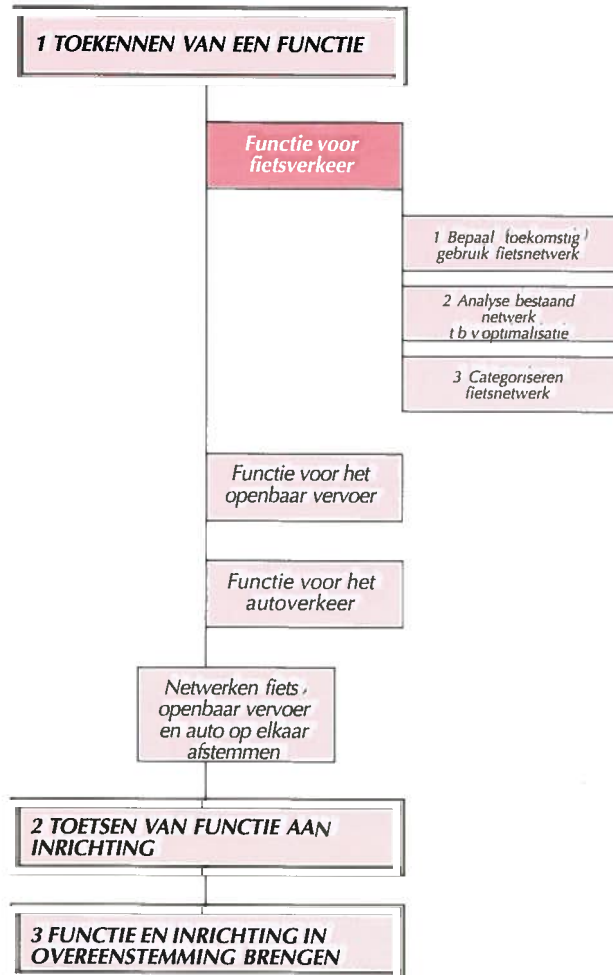 1 TOEKENNEN VAN EEN FUNCTIE
Functie voor
fietsverkeer
1 Bepaal (toekomstig)
gebruik fietsnetwerk
2 Analyse bestaand
netwerk
t b v optimalisatie
3 Categoriseren
fietsnetwerk
Functie voor het
openbaar vervoer
Functie voor het
autoverkeer
Netwerken fiets,
openbaar vervoer
en auto op elkaar
afstemmen
2 TOETSEN VAN FUNCTIE AAN
INRICHTING
3 FUNCTIE EN INRICHTING IN
OVEREENSTEMMING BRENGEN